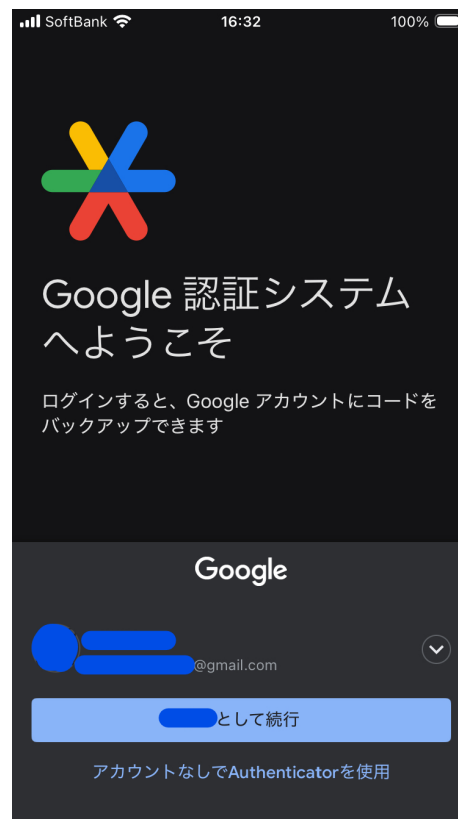 SoftBank 16:32 100%
Google 認証システム
へようこそ
ログインすると、Google アカウントにコードを
バックアップできます
Google
@gmail.com
として続行
アカウントなしでAuthenticatorを使用